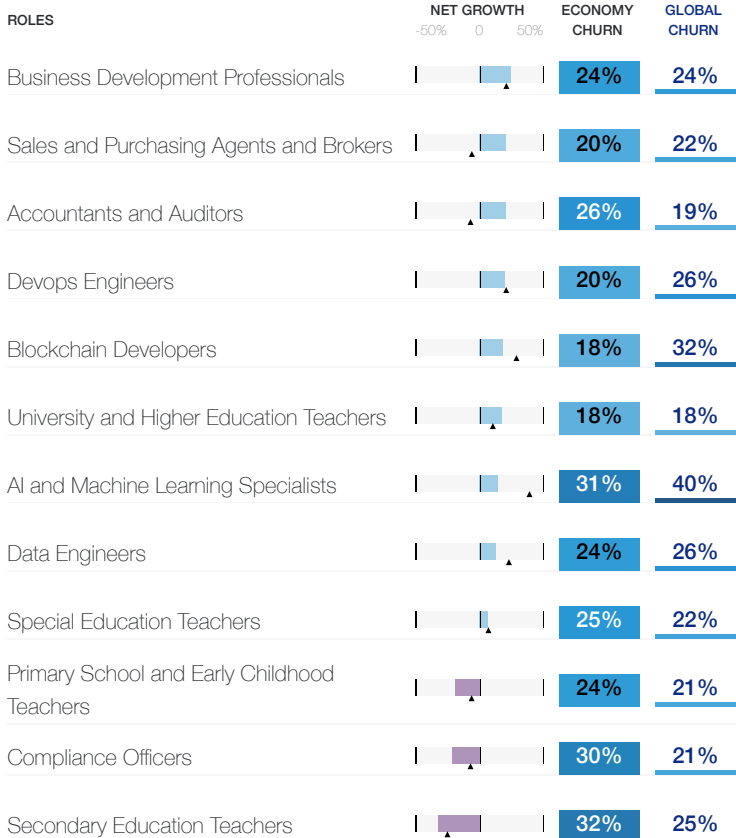 ROLES NET GROWTH ECONOMY CHURN GLOBAL CHURN
-50% 0 50%
Business Development Professionals 24% 24%
Sales and Purchasing Agents and Brokers 20% 22%
Accountants and Auditors 26% 19%
Devops Engineers 20% 26%
Blockchain Developers 18% 32%
University and Higher Education Teachers 18% 18%
AI and Machine Learning Specialists 31% 40%
Data Engineers 24% 26%
Special Education Teachers 25% 22%
Primary School and Early Childhood
Teachers 24% 21%
Compliance Officers 30% 21%
Secondary Education Teachers 32% 25%